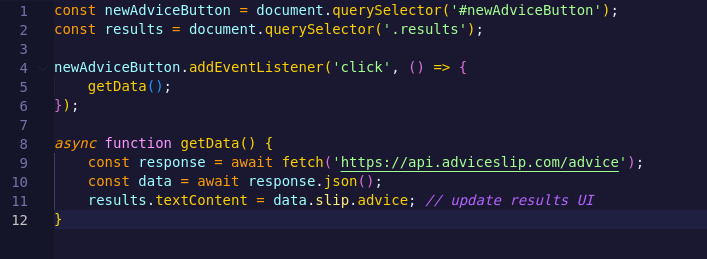 1 const newAdviceButton = document.querySelector('#newAdviceButton');
2 const results = document.querySelector('.results');
3
4 newAdviceButton.addEventListener('click', () => {
5     getData();
6 });
7
8 async function getData() {
9     const response = await fetch('https://api.adviceslip.com/advice');
10     const data = await response.json();
11     results.textContent = data.slip.advice; // update results UI
12 }